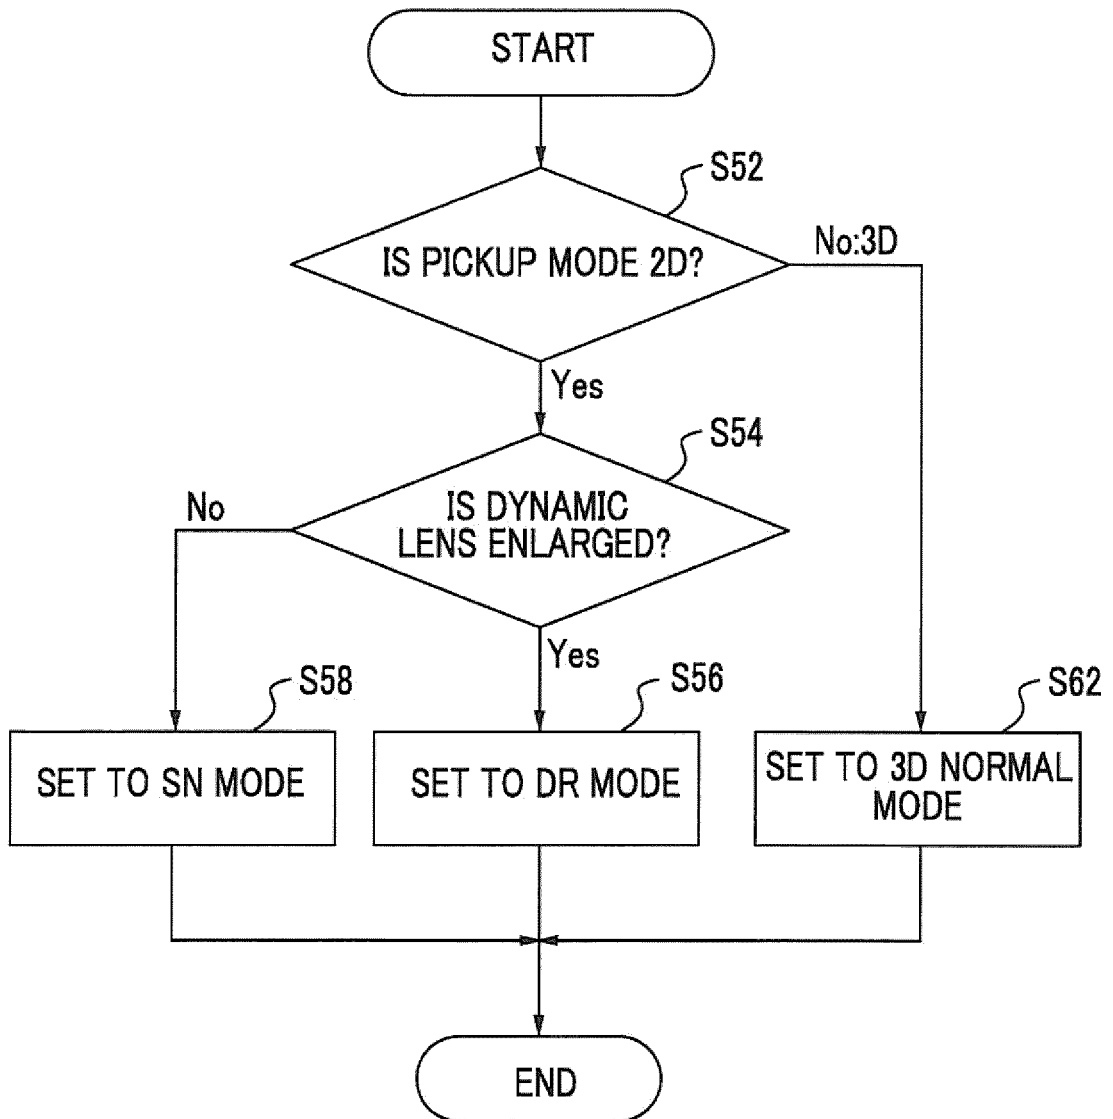 START
S52
IS PICKUP MODE 2D?
No:3D
Yes
S54
IS DYNAMIC
LENS ENLARGED?
No
Yes
S58
S56
S62
SET TO SN MODE
SET TO DR MODE
SET TO 3D NORMAL
MODE
END